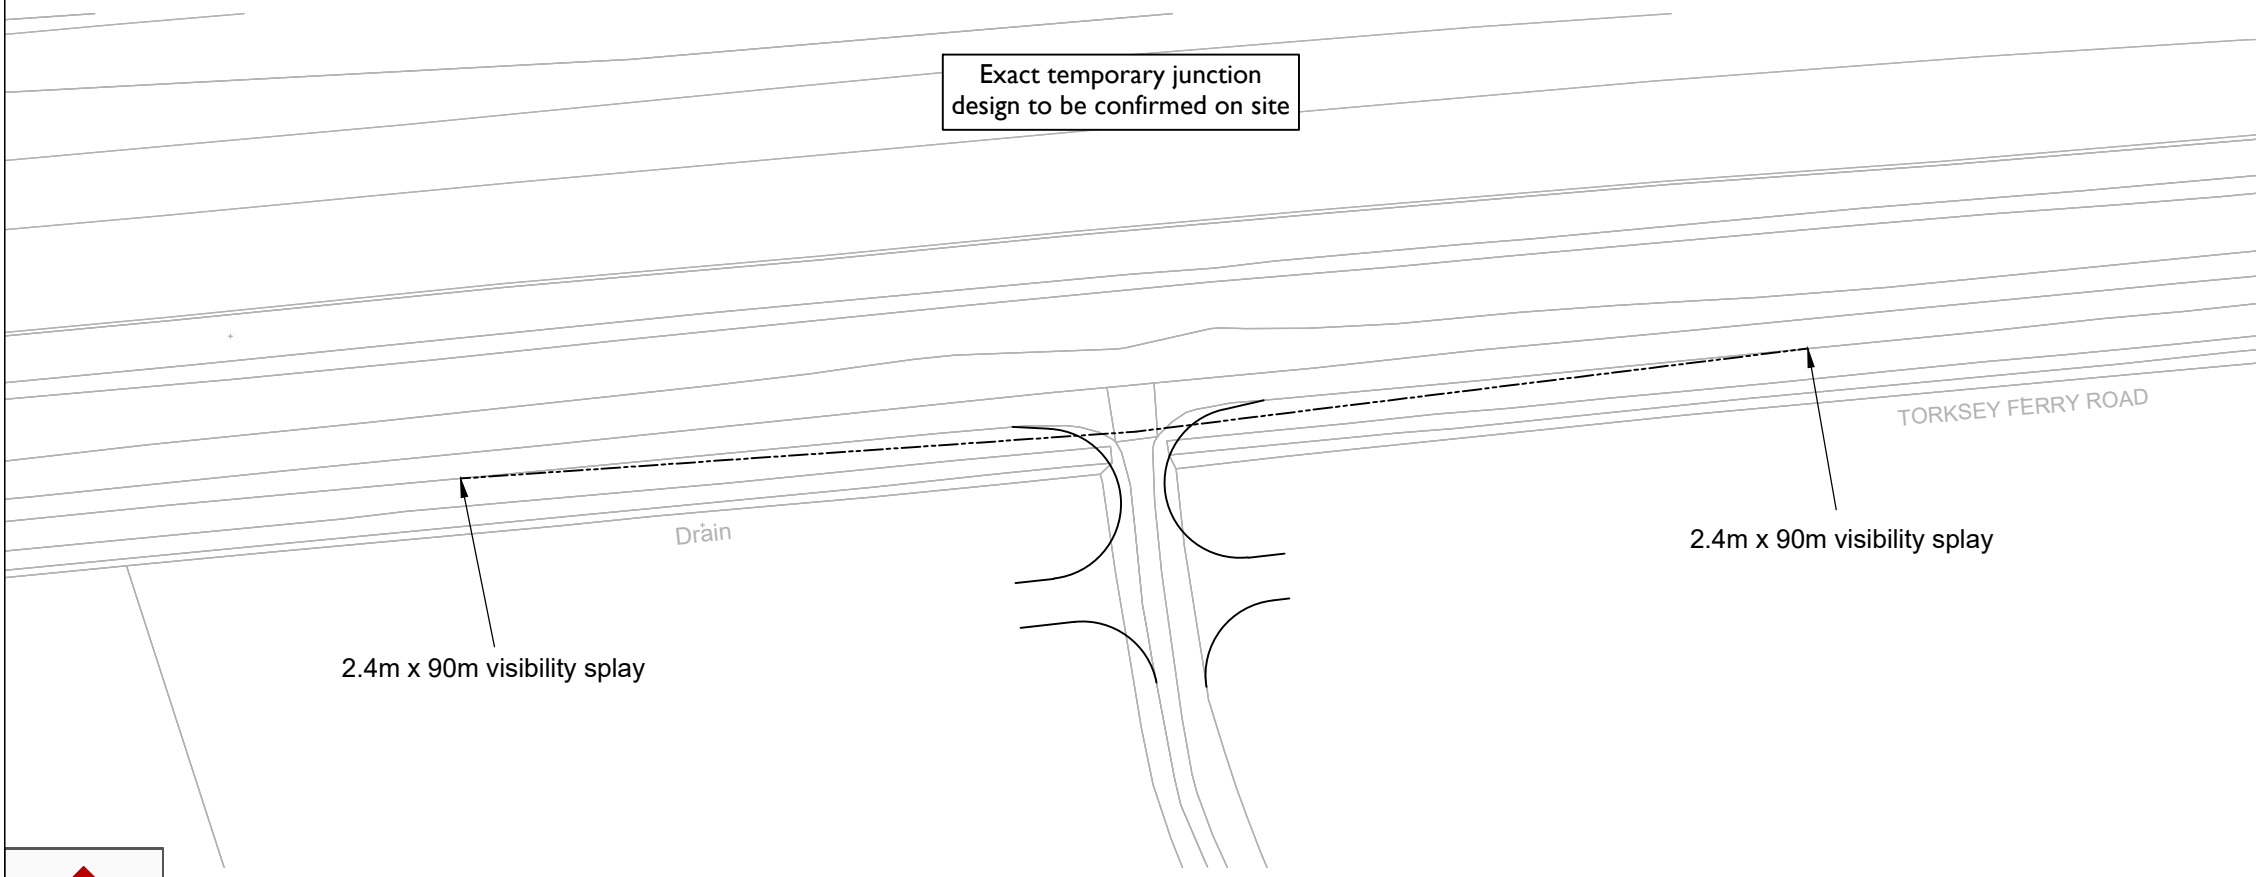 Exact temporary junction
design to be confirmed on site
TORKSEY FERRY ROAD
Drain
2.4m x 90m visibility splay
2.4m x 90m visibility splay